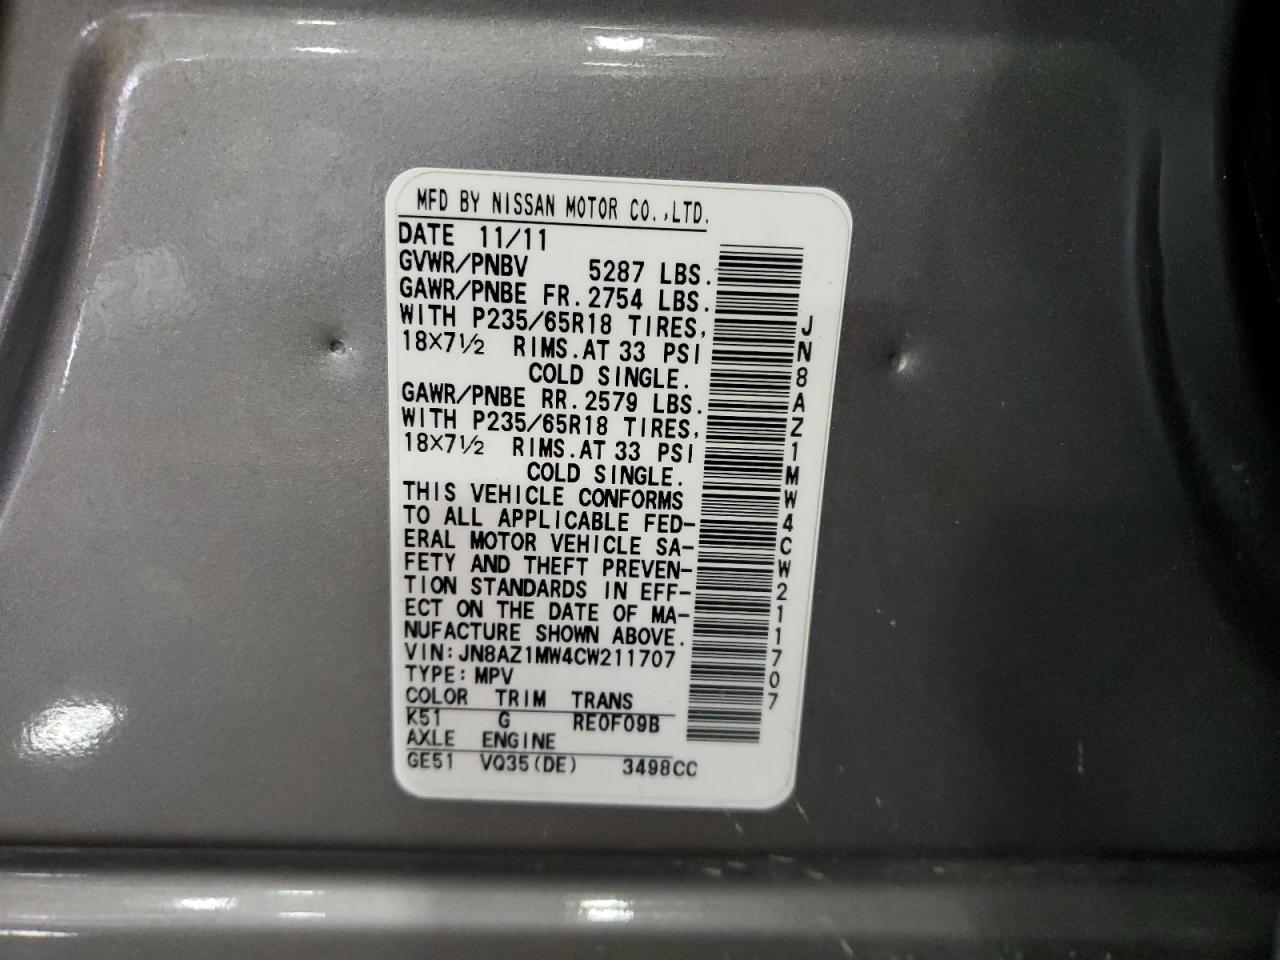 MFD BY NISSAN MOTOR CO.,LTD.
DATE 11/11
GVWR/PNBV 5287 LBS.
GAWR/PNBE FR.2754 LBS.
WITH P235/65R18 TIRES,
18×7½ RIMS.AT 33 PSI
COLD SINGLE.
GAWR/PNBE RR.2579 LBS.
WITH P235/65R18 TIRES,
18×7½ RIMS.AT 33 PSI
COLD SINGLE.
THIS VEHICLE CONFORMS
TO ALL APPLICABLE FED-
ERAL MOTOR VEHICLE SA-
FETY AND THEFT PREVEN-
TION STANDARDS IN EFF-
ECT ON THE DATE OF MA-
NUFACTURE SHOWN ABOVE.
VIN:JN8AZ1MW4CW211707
TYPE:MPV
COLOR TRIM TRANS
K51 G RE0F09B
AXLE ENGINE
GE51 VQ35(DE) 3498CC
JN8AZ1MW4CW211707